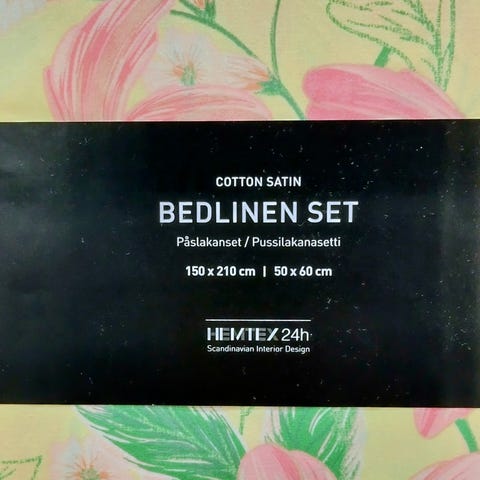 COTTON SATIN
BEDLINEN SET
Påslakanset / Pussilakanasetti
150 x 210 cm | 50 x 60 cm
HEMTEX 24h
Scandinavian Interior Design